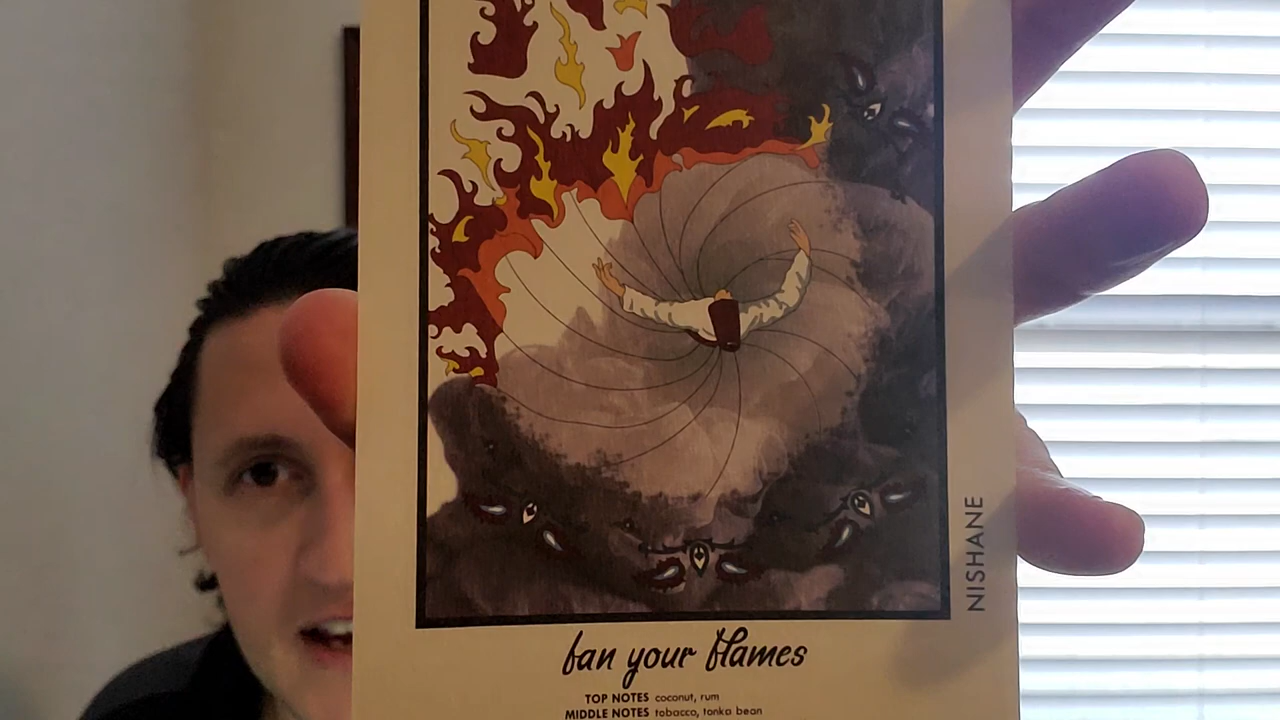 NISHANE
fan your flames
TOP NOTES coconut, rum
MIDDLE NOTES tobacco, tonka bean